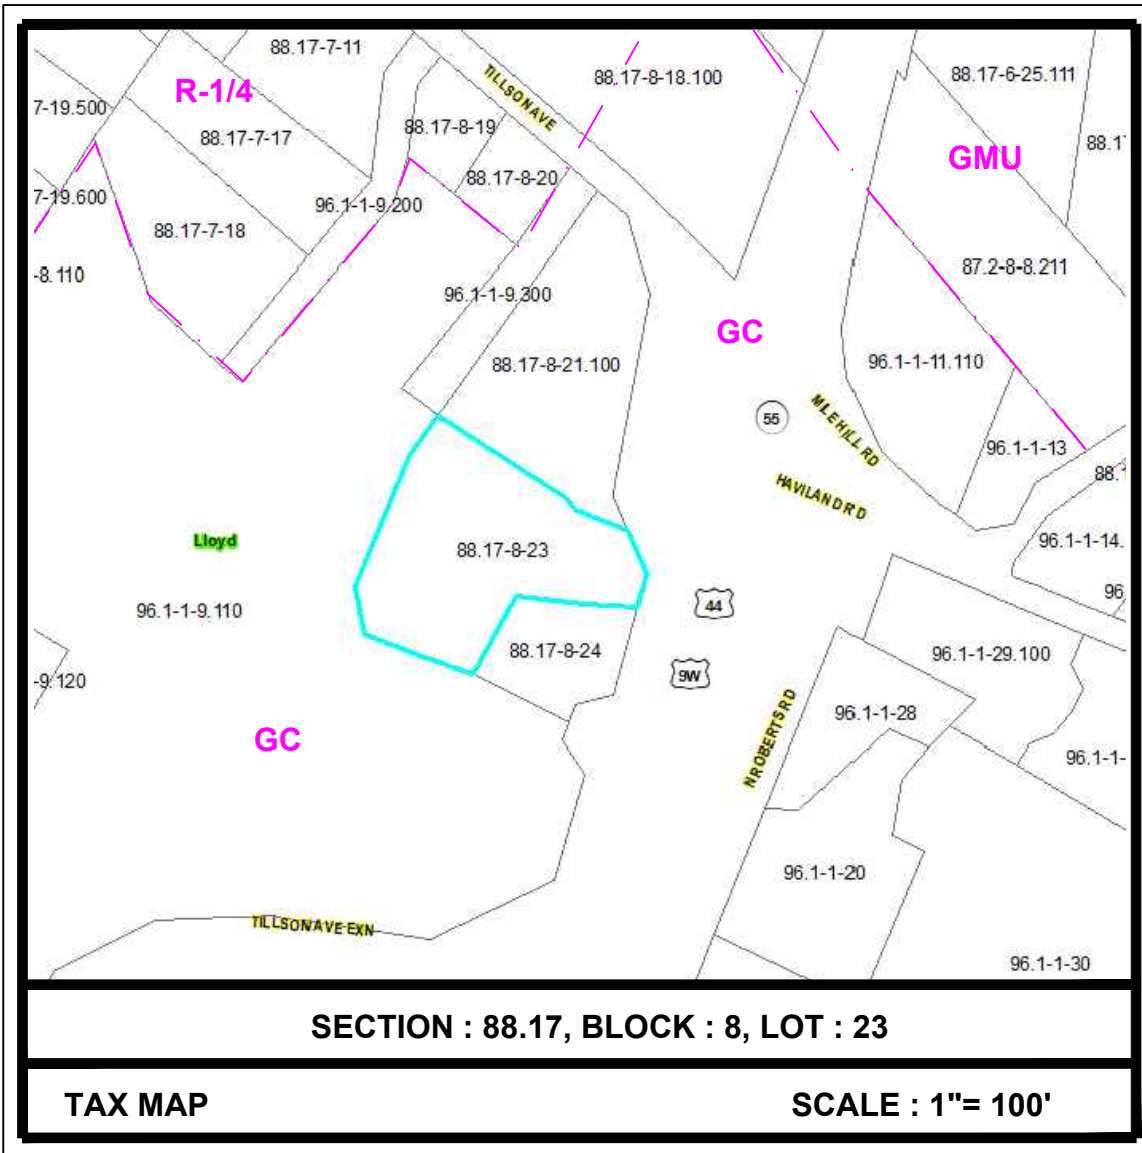 88.17-7-11
TILLSON AVE
88.17-8-18.100
88.17-6-25.111
R-1/4
7-19.500
88.17-8-19
88.17-7-17
88.1
GMU
88.17-8-20
7-19.600
96.1-1-9.200
88.17-7-18
-8.110
87.2-8-8.211
96.1-1-9.300
GC
88.17-8-21.100
96.1-1-11.110
55
MILE HILL RD
96.1-1-13
88.1
HAVILAND RD
Lloyd
88.17-8-23
96.1-1-14.
96
96.1-1-9.110
44
88.17-8-24
96.1-1-29.100
9W
-9.120
N ROBERTS RD
96.1-1-28
GC
96.1-1-
96.1-1-20
TILLSON AVE EXN
96.1-1-30
SECTION : 88.17, BLOCK : 8, LOT : 23
TAX MAP
SCALE : 1"= 100'